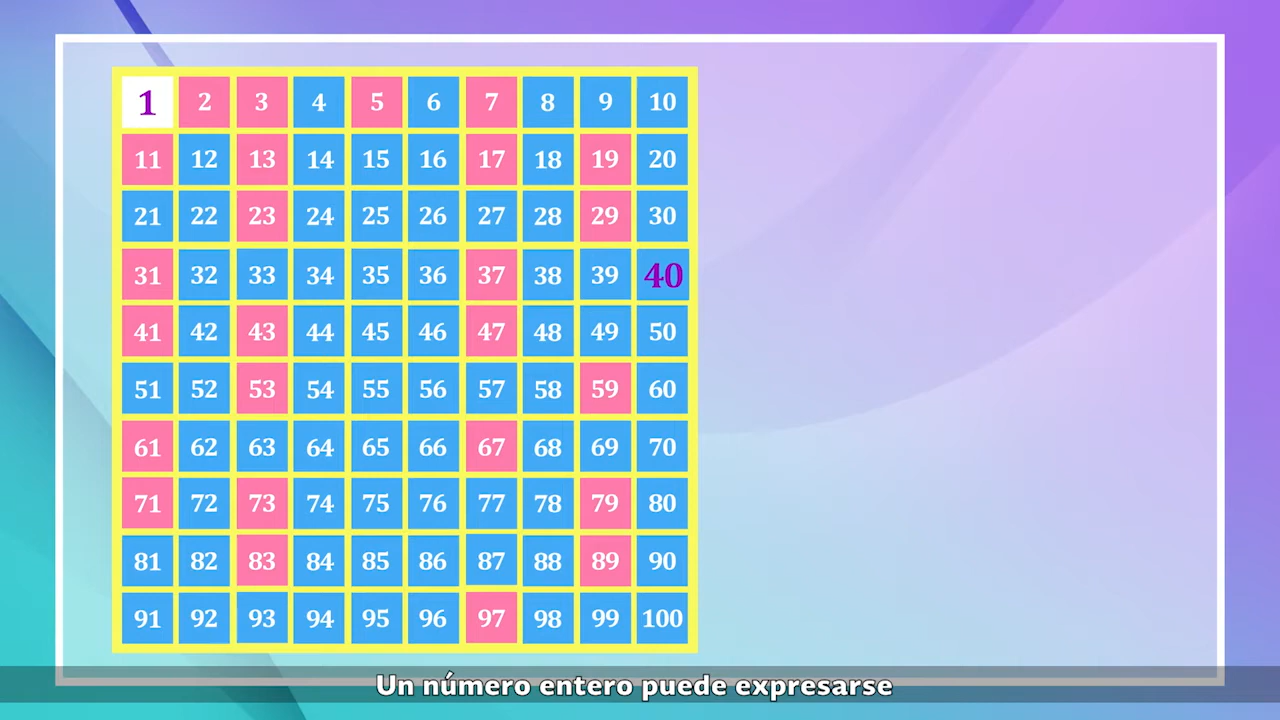 1 2 3 4 5 6 7 8 9 10
11 12 13 14 15 16 17 18 19 20
21 22 23 24 25 26 27 28 29 30
31 32 33 34 35 36 37 38 39 40
41 42 43 44 45 46 47 48 49 50
51 52 53 54 55 56 57 58 59 60
61 62 63 64 65 66 67 68 69 70
71 72 73 74 75 76 77 78 79 80
81 82 83 84 85 86 87 88 89 90
91 92 93 94 95 96 97 98 99 100
Un número entero puede expresarse